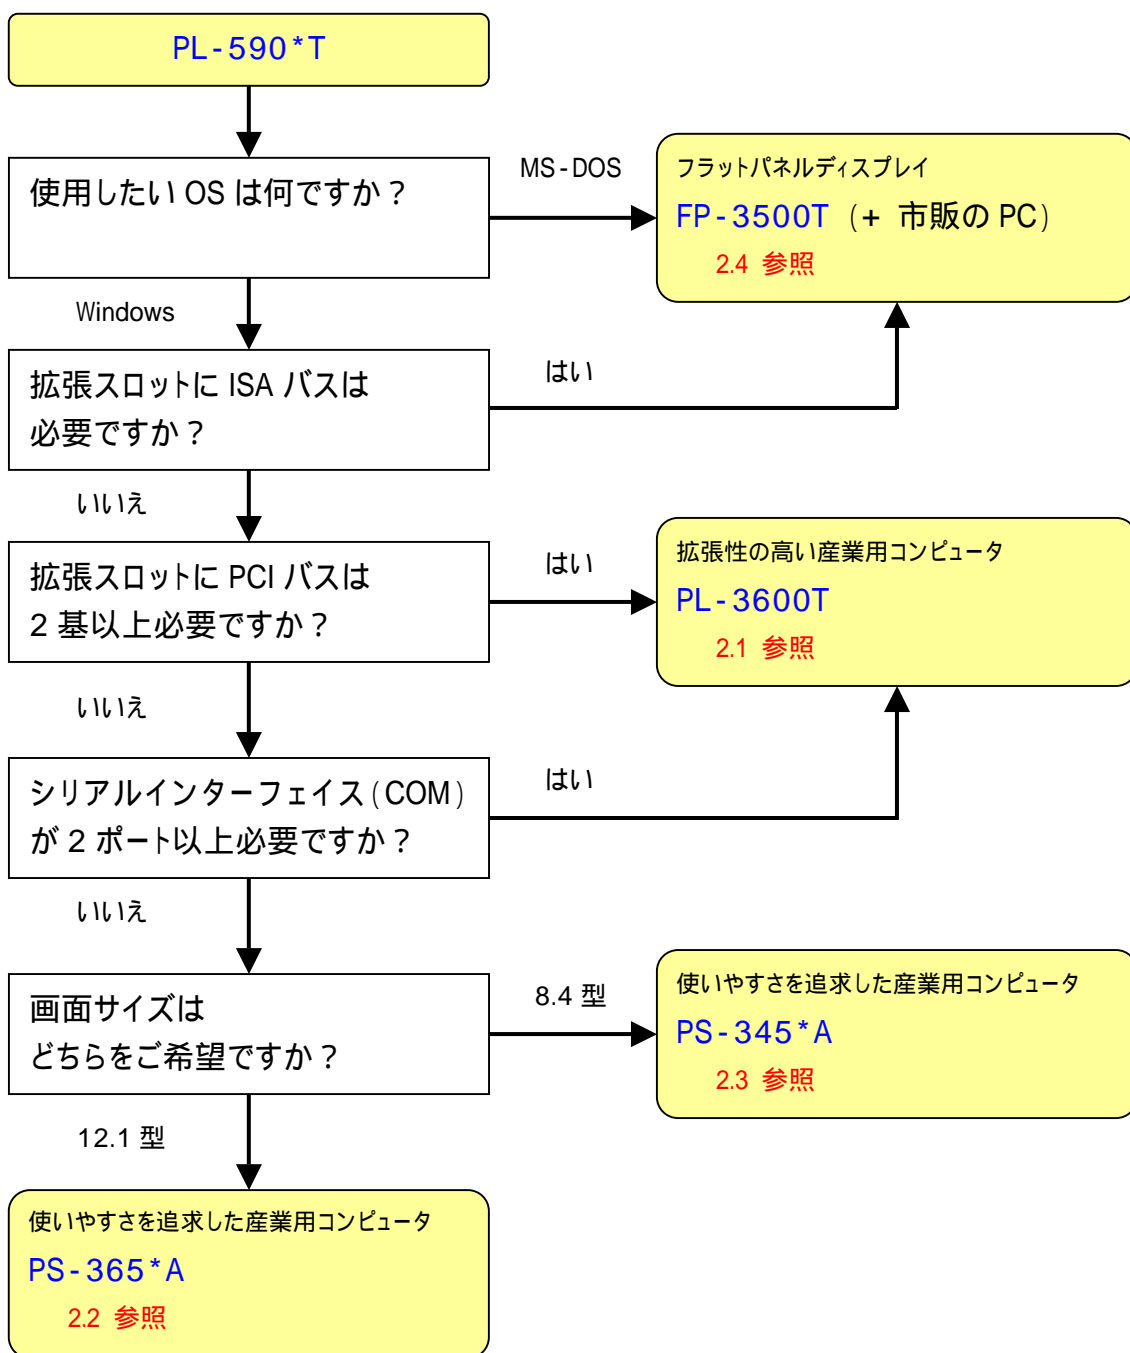 PL-590*T
使用したい OS は何ですか？
MS-DOS
フラットパネルディスプレイ
FP-3500T (+ 市販の PC)
2.4 参照
Windows
拡張スロットに ISA バスは
必要ですか？
はい
いいえ
拡張スロットに PCI バスは
2 基以上必要ですか？
はい
拡張性の高い産業用コンピュータ
PL-3600T
2.1 参照
いいえ
シリアルインターフェイス(COM)
が 2 ポート以上必要ですか？
はい
いいえ
画面サイズは
どちらをご希望ですか？
8.4 型
使いやすさを追求した産業用コンピュータ
PS-345*A
2.3 参照
12.1 型
使いやすさを追求した産業用コンピュータ
PS-365*A
2.2 参照